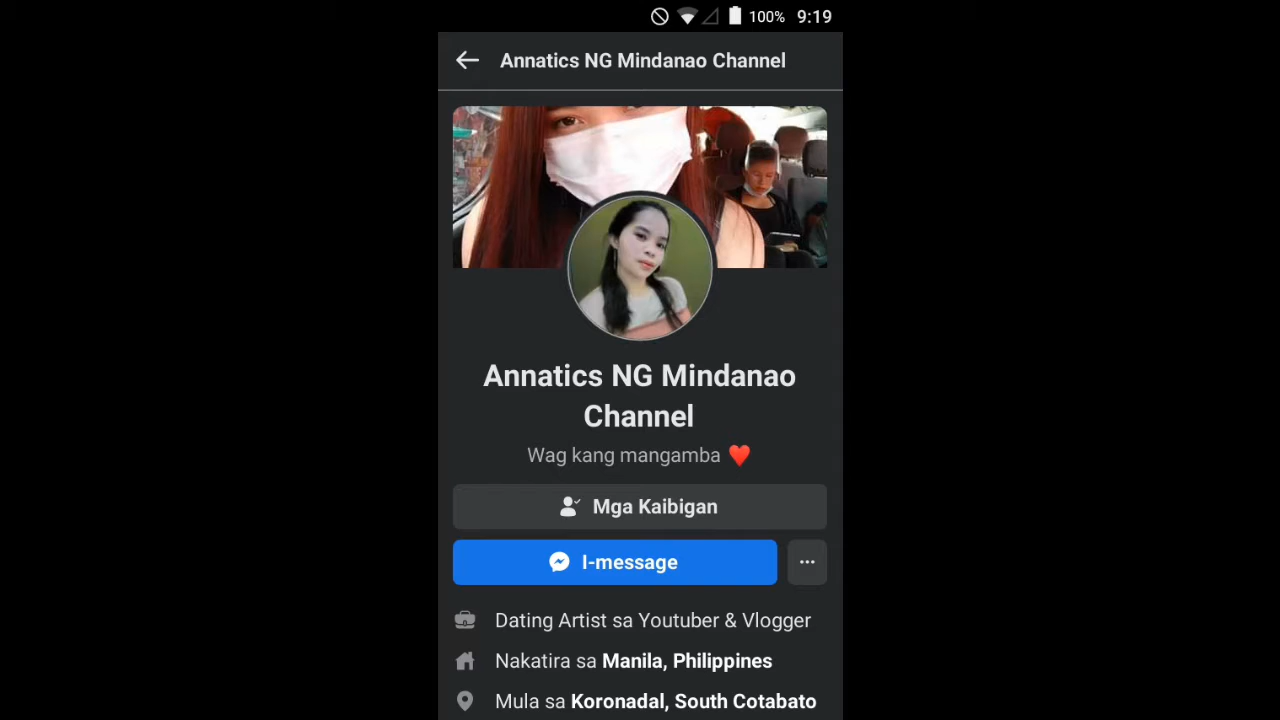 100% 9:19
Annatics NG Mindanao Channel
Annatics NG Mindanao
Channel
Wag kang mangamba ❤️
Mga Kaibigan
I-message
Dating Artist sa Youtuber & Vlogger
Nakatira sa Manila, Philippines
Mula sa Koronadal, South Cotabato